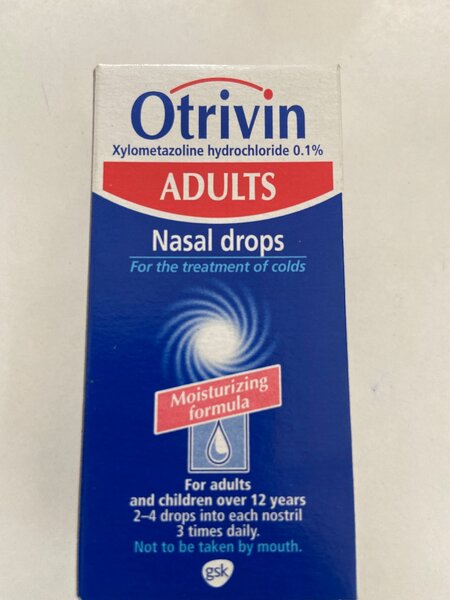 Otrivin
Xylometazoline hydrochloride 0.1%
ADULTS
Nasal drops
For the treatment of colds
Moisturizing
formula
For adults
and children over 12 years
2–4 drops into each nostril
3 times daily.
Not to be taken by mouth.
gsk